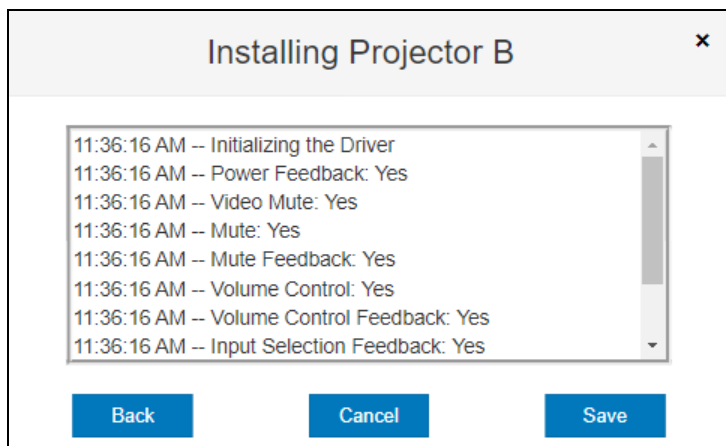 Installing Projector B
×
11:36:16 AM -- Initializing the Driver
11:36:16 AM -- Power Feedback: Yes
11:36:16 AM -- Video Mute: Yes
11:36:16 AM -- Mute: Yes
11:36:16 AM -- Mute Feedback: Yes
11:36:16 AM -- Volume Control: Yes
11:36:16 AM -- Volume Control Feedback: Yes
11:36:16 AM -- Input Selection Feedback: Yes
Back Cancel Save